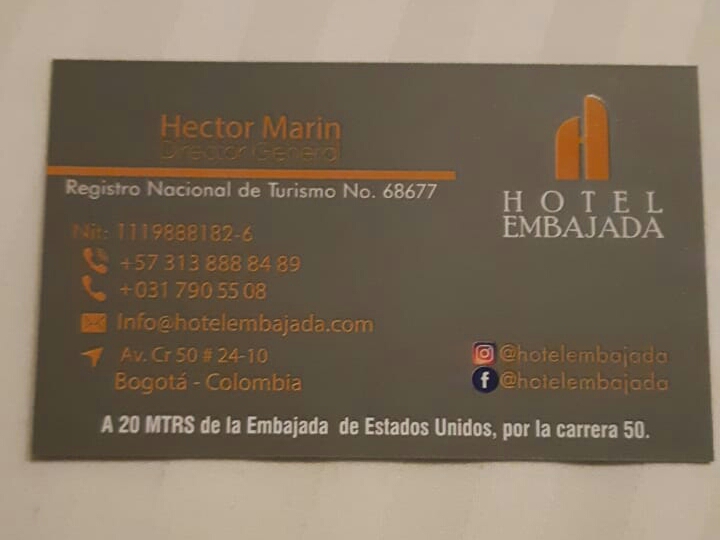 Hector Marin
Director General
Registro Nacional de Turismo No. 68677
Nit: 1119888182-6
+57 313 888 84 89
+031 790 55 08
Info@hotelembajada.com
Av. Cr 50 # 24-10
Bogotá - Colombia
HOTEL
EMBAJADA
@hotelembajada
@hotelembajada
A 20 MTRS de la Embajada de Estados Unidos, por la carrera 50.